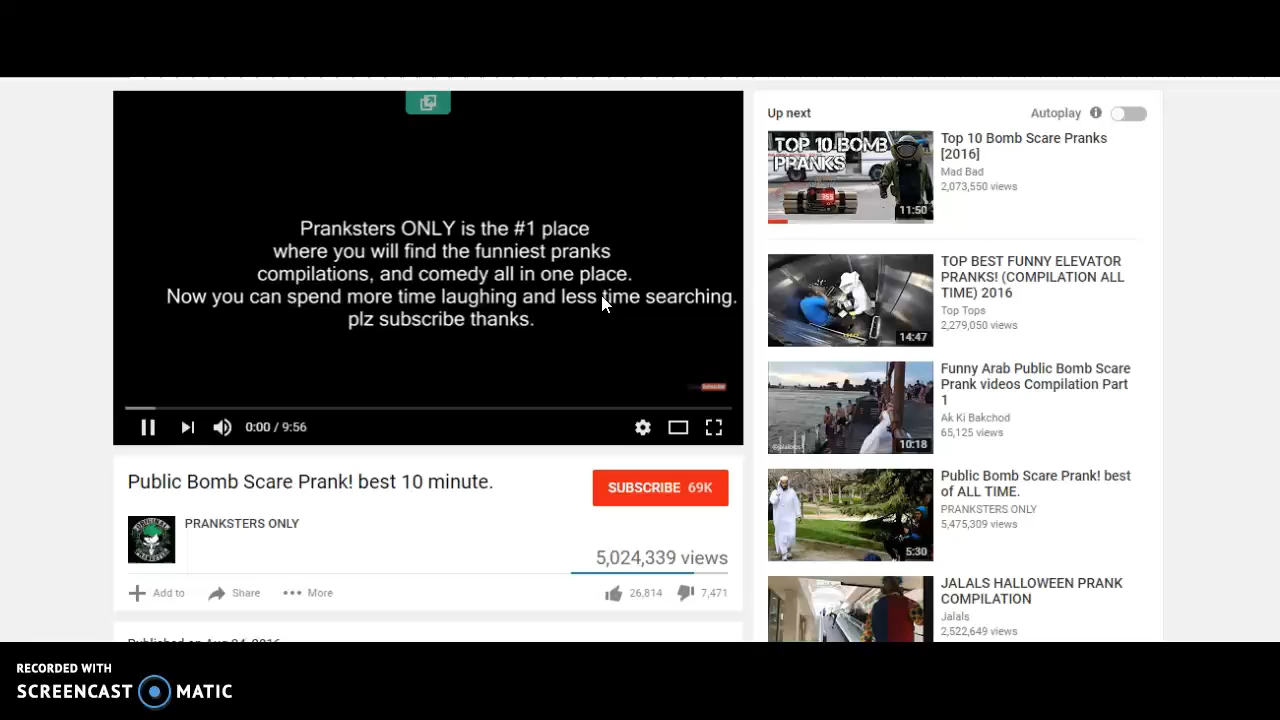 Pranksters ONLY is the #1 place
where you will find the funniest pranks
compilations, and comedy all in one place.
Now you can spend more time laughing and less time searching.
plz subscribe thanks.
SUBSCRIBE
0:00 / 9:56
Public Bomb Scare Prank! best 10 minute.
SUBSCRIBE 69K
PRANKSTERS ONLY
5,024,339 views
Add to
Share
More
26,814
7,471
Published on Aug 24, 2016
Up next
Autoplay
TOP 10 BOMB
PRANKS
11:50
Top 10 Bomb Scare Pranks
[2016]
Mad Bad
2,073,550 views
14:47
TOP BEST FUNNY ELEVATOR
PRANKS! (COMPILATION ALL
TIME) 2016
Top Tops
2,279,050 views
10:18
Funny Arab Public Bomb Scare
Prank videos Compilation Part
1
Ak Ki Bakchod
65,125 views
5:30
Public Bomb Scare Prank! best
of ALL TIME.
PRANKSTERS ONLY
5,475,309 views
JALALS HALLOWEEN PRANK
COMPILATION
Jalals
2,522,649 views
RECORDED WITH
SCREENCAST MATIC